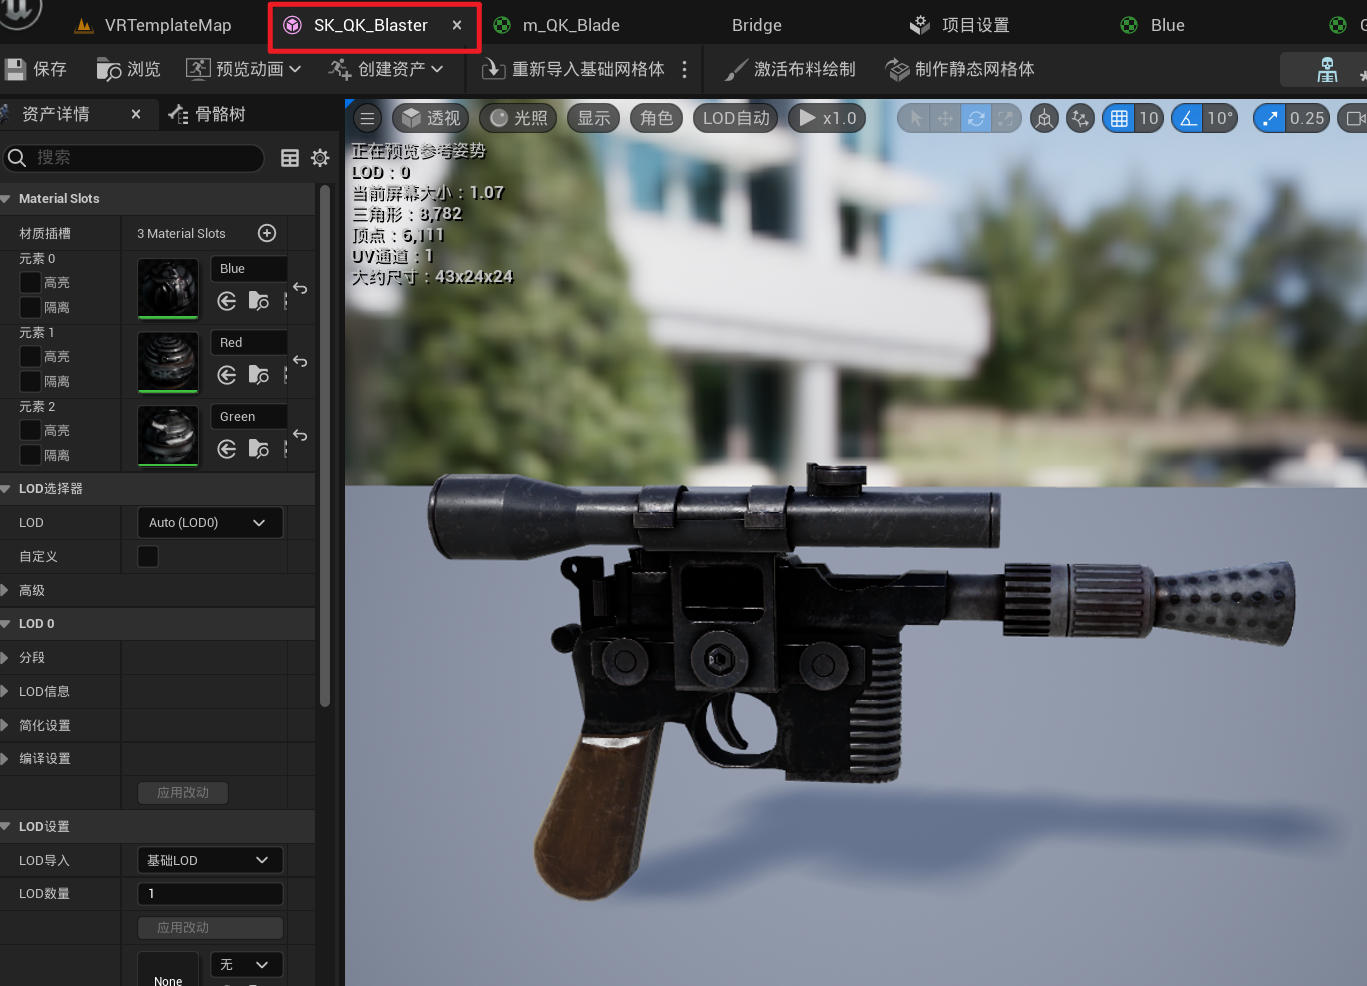 VRTemplateMap
SK_QK_Blaster
m_QK_Blade
Bridge
项目设置
Blue
保存
浏览
预览动画
创建资产
重新导入基础网格体
激活布料绘制
制作静态网格体
资产详情
骨骼树
搜索
透视
光照
显示
角色
LOD自动
x1.0
10
10°
0.25
正在预览参考姿势
LOD：0
当前屏幕大小：1.07
三角形：8,782
顶点：6,111
UV通道：1
大约尺寸：43x24x24
Material Slots
材质插槽
3 Material Slots
元素 0
高亮
隔离
Blue
元素 1
高亮
隔离
Red
元素 2
高亮
隔离
Green
LOD选择器
LOD
Auto (LOD0)
自定义
高级
LOD 0
分段
LOD信息
简化设置
编译设置
应用改动
LOD设置
LOD导入
基础LOD
LOD数量
1
应用改动
None
无